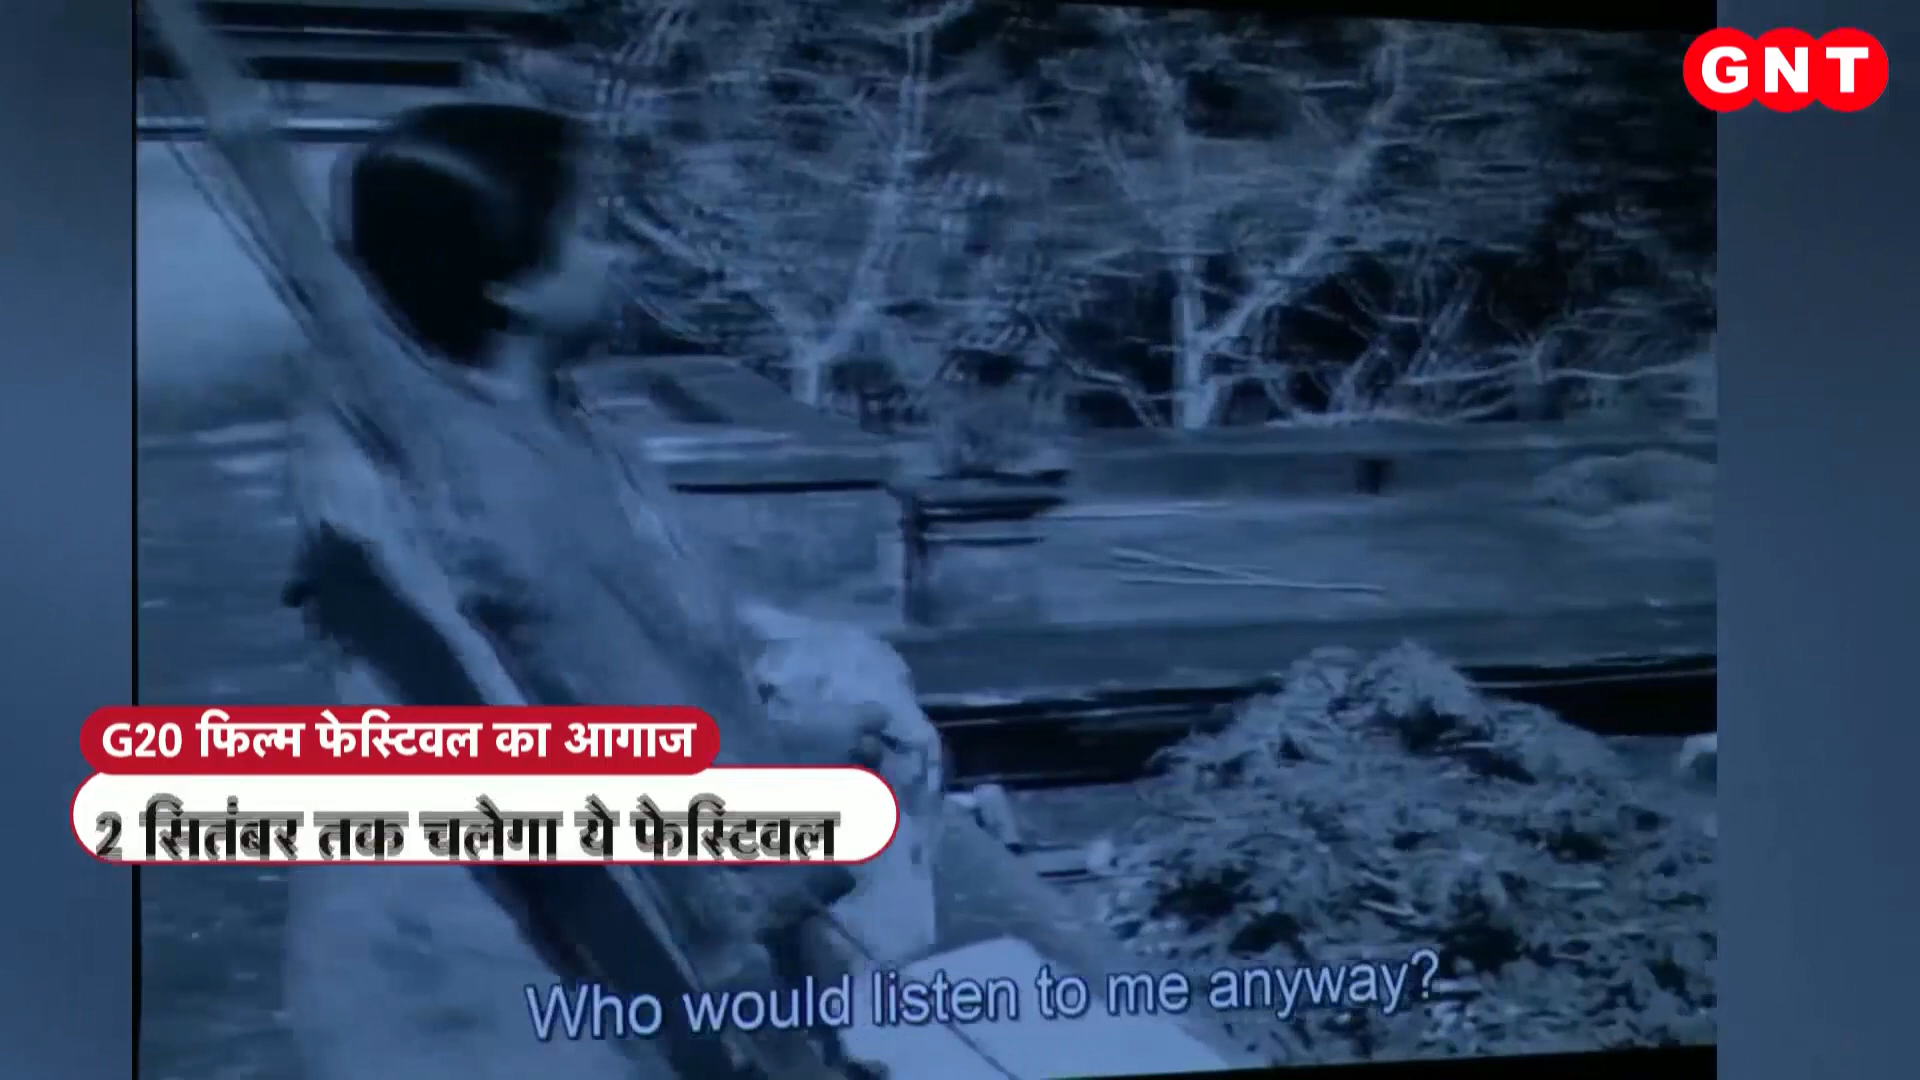 GNT
G20 फिल्म फेस्टिवल का आगाज
2 सितंबर तक चलेगा ये फेस्टिवल
Who would listen to me anyway?